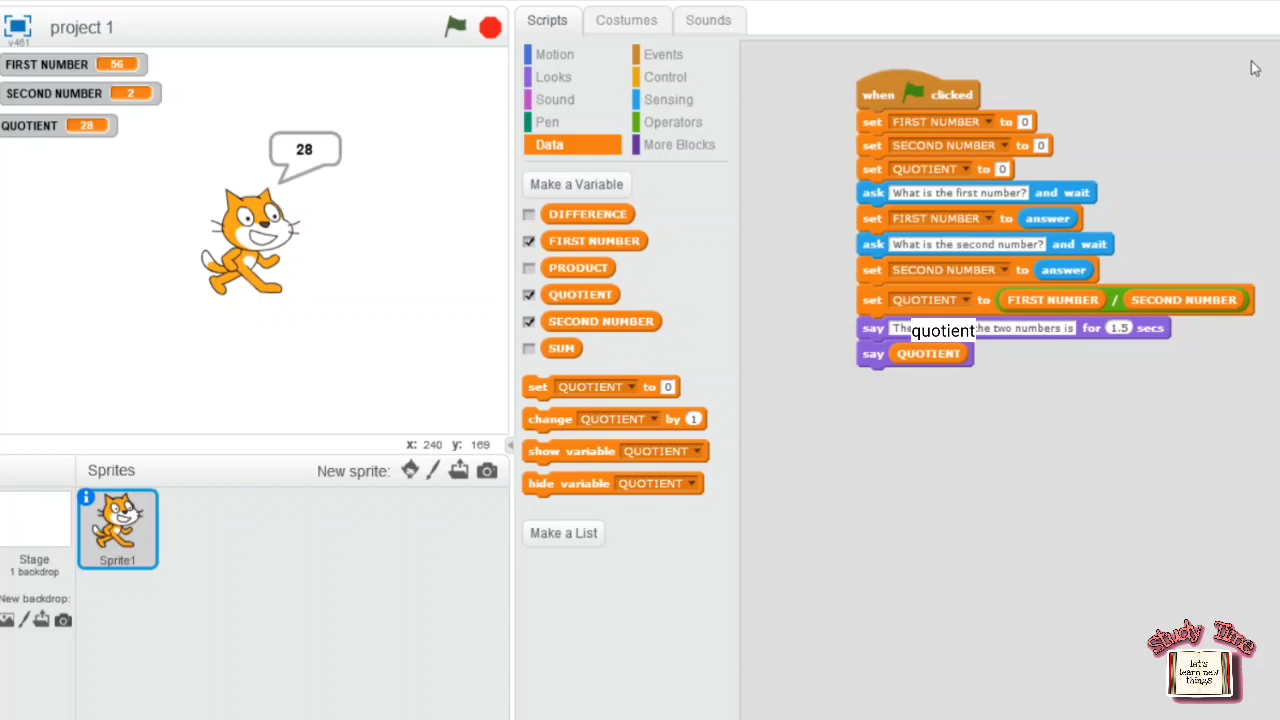 project 1
v461
FIRST NUMBER 56
SECOND NUMBER 2
QUOTIENT 28
28
X: 240 y: 169
Sprites
New sprite:
Sprite1
Stage
1 backdrop
New backdrop:
Scripts
Costumes
Sounds
Motion
Events
Looks
Control
Sound
Sensing
Pen
Operators
Data
More Blocks
Make a Variable
DIFFERENCE
FIRST NUMBER
PRODUCT
QUOTIENT
SECOND NUMBER
SUM
set QUOTIENT to 0
change QUOTIENT by 1
show variable QUOTIENT
hide variable QUOTIENT
Make a List
when clicked
set FIRST NUMBER to 0
set SECOND NUMBER to 0
set QUOTIENT to 0
ask What is the first number? and wait
set FIRST NUMBER to answer
ask What is the second number? and wait
set SECOND NUMBER to answer
set QUOTIENT to FIRST NUMBER / SECOND NUMBER
say The quotient the two numbers is for 1.5 secs
say QUOTIENT
Study Time
let's
learn new
things